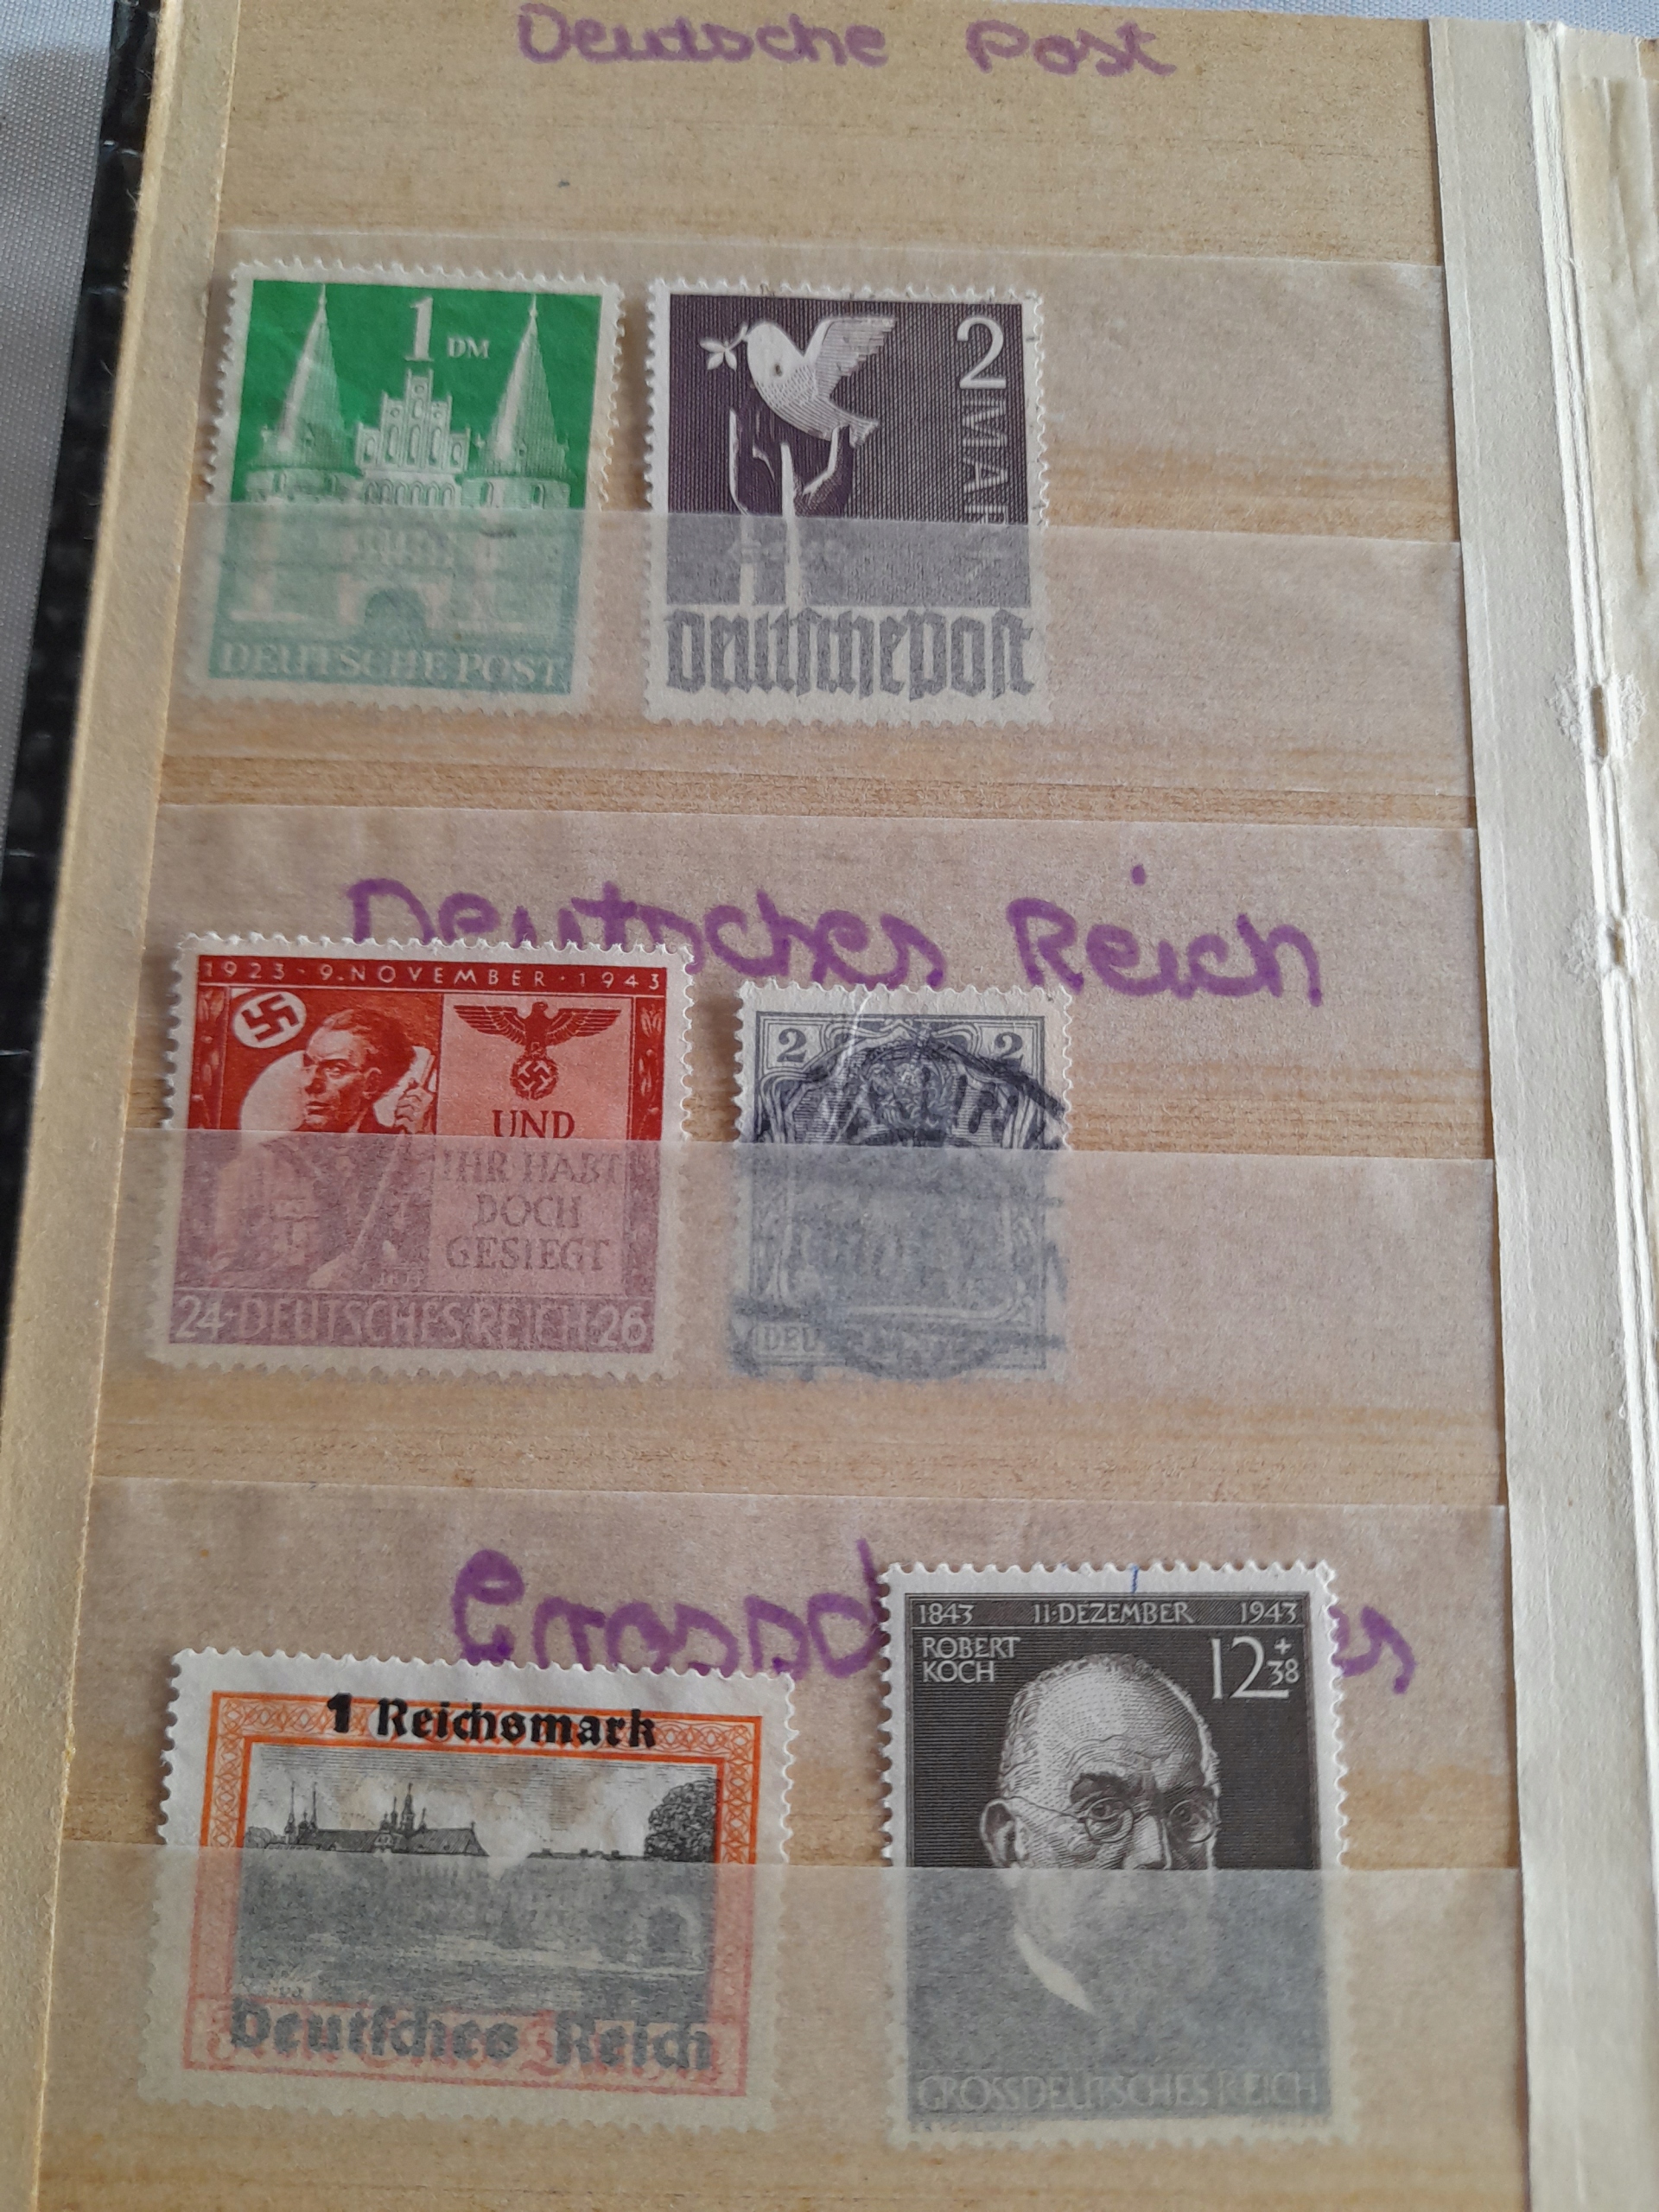 Deutsche Post
1 DM
DEUTSCHE POST
2 MARK
deutsche post
Deutsches Reich
1923 · 9. NOVEMBER · 1943
UND
IHR HABT
DOCH
GESIEGT
24 · DEUTSCHES REICH · 26
2 2
1 Reichsmark
Deutsches Reich
1843 11·DEZEMBER 1943
ROBERT
KOCH
12+38
GROSSDEUTSCHES REICH